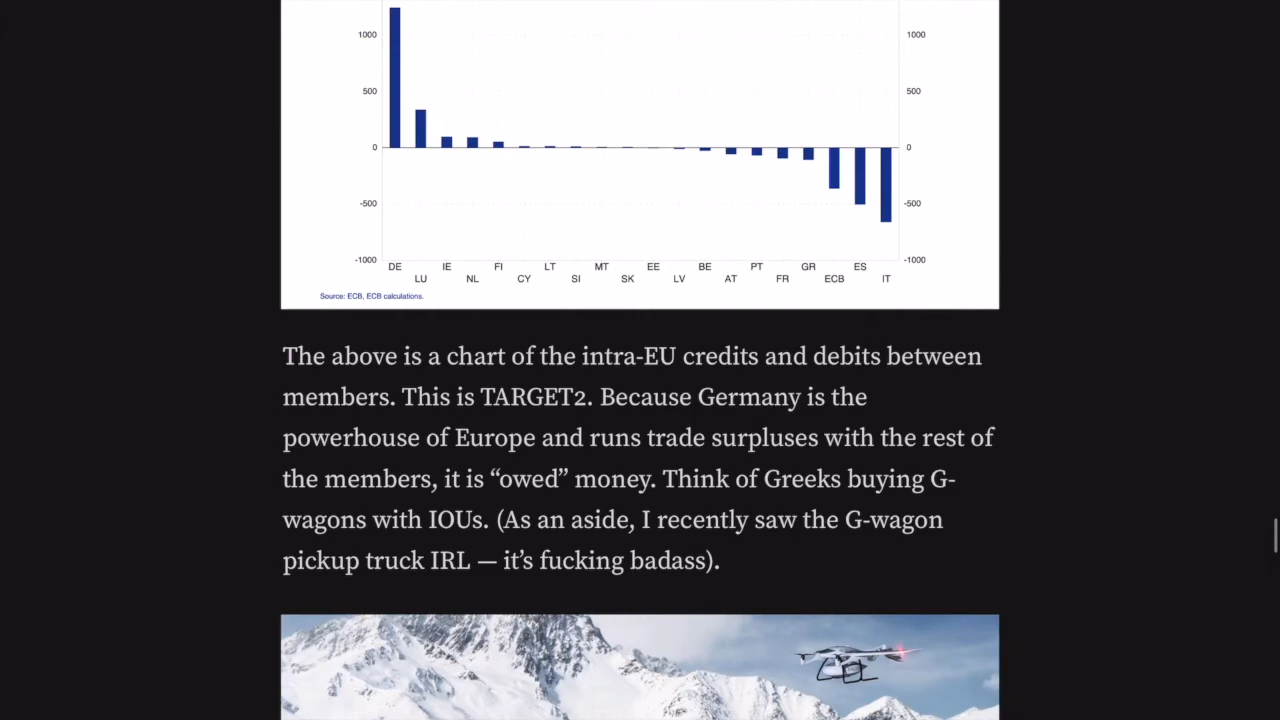 1000 1000
500 500
0 0
-500 -500
-1000 -1000
DE IE FI LT MT EE BE PT GR ES
LU NL CY SI SK LV AT FR ECB IT
Source: ECB, ECB calculations.
The above is a chart of the intra-EU credits and debits between
members. This is TARGET2. Because Germany is the
powerhouse of Europe and runs trade surpluses with the rest of
the members, it is “owed” money. Think of Greeks buying G-
wagons with IOUs. (As an aside, I recently saw the G-wagon
pickup truck IRL — it’s fucking badass).